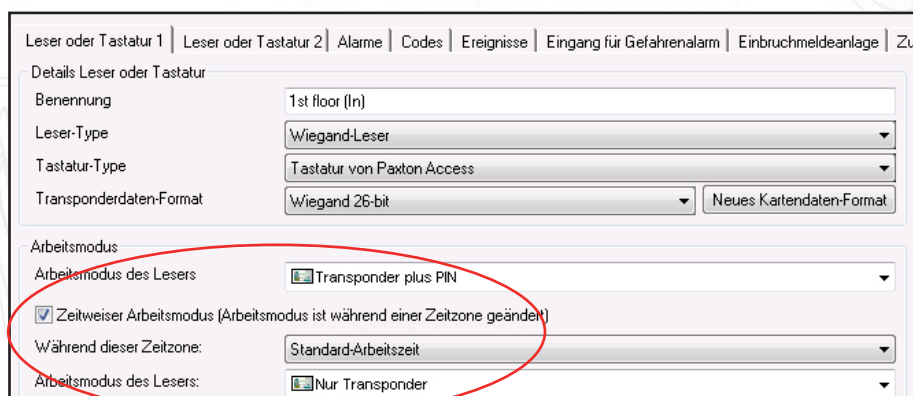 Leser oder Tastatur 1 Leser oder Tastatur 2 Alarme Codes Ereignisse Eingang für Gefahrenalarm Einbruchmeldeanlage Zu
Details Leser oder Tastatur
Benennung 1st floor (In)
Leser-Type Wiegand-Leser
Tastatur-Type Tastatur von Paxton Access
Transponderdaten-Format Wiegand 26-bit Neues Kartendaten-Format
Arbeitsmodus
Arbeitsmodus des Lesers Transponder plus PIN
Zeitweiser Arbeitsmodus (Arbeitsmodus ist während einer Zeitzone geändert)
Während dieser Zeitzone: Standard-Arbeitszeit
Arbeitsmodus des Lesers: Nur Transponder